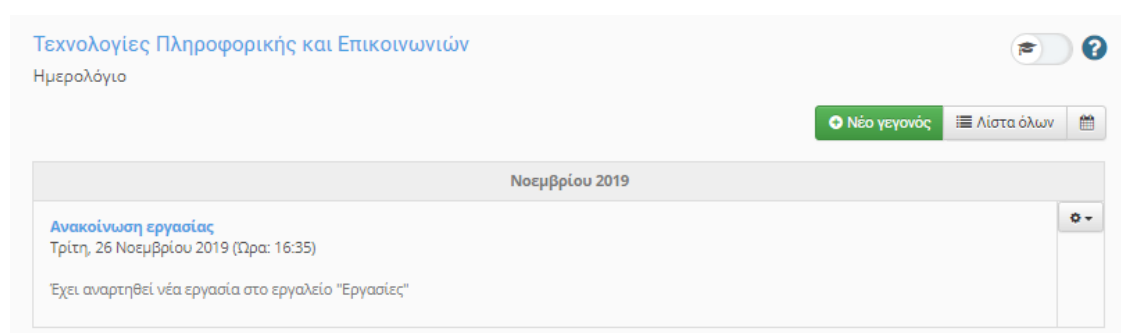 Τεχνολογίες Πληροφορικής και Επικοινωνιών
Ημερολόγιο
Νέο γεγονός
Λίστα όλων
Νοεμβρίου 2019
Ανακοίνωση εργασίας
Τρίτη, 26 Νοεμβρίου 2019 (Ώρα: 16:35)
Έχει αναρτηθεί νέα εργασία στο εργαλείο "Εργασίες"